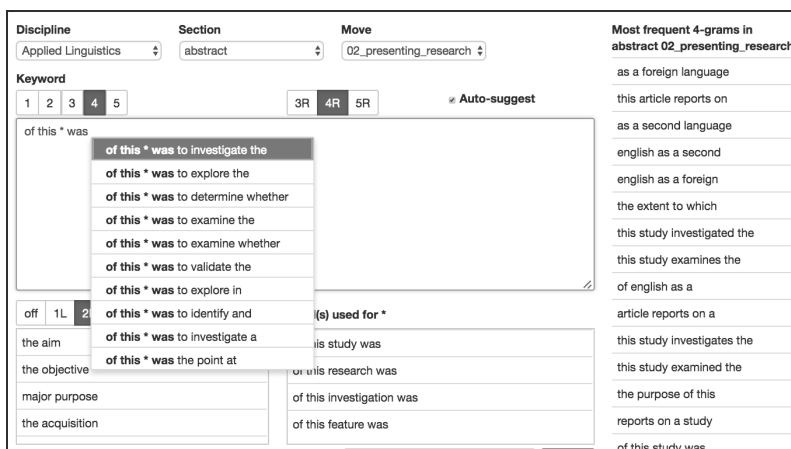 Discipline
Section
Move
Applied Linguistics
abstract
02_presenting_research
Keyword
1 2 3 4 5
3R 4R 5R
Auto-suggest
of this * was
of this * was to investigate the
of this * was to explore the
of this * was to determine whether
of this * was to examine the
of this * was to examine whether
of this * was to validate the
of this * was to explore in
of this * was to identify and
of this * was to investigate a
of this * was the point at
off 1L
(s) used for *
the aim
the objective
major purpose
the acquisition
study was
of this research was
of this investigation was
of this feature was
Most frequent 4-grams in
abstract 02_presenting_research
as a foreign language
this article reports on
as a second language
english as a second
english as a foreign
the extent to which
this study investigated the
this study examines the
of english as a
article reports on a
this study investigates the
this study examined the
the purpose of this
reports on a study
of this study was